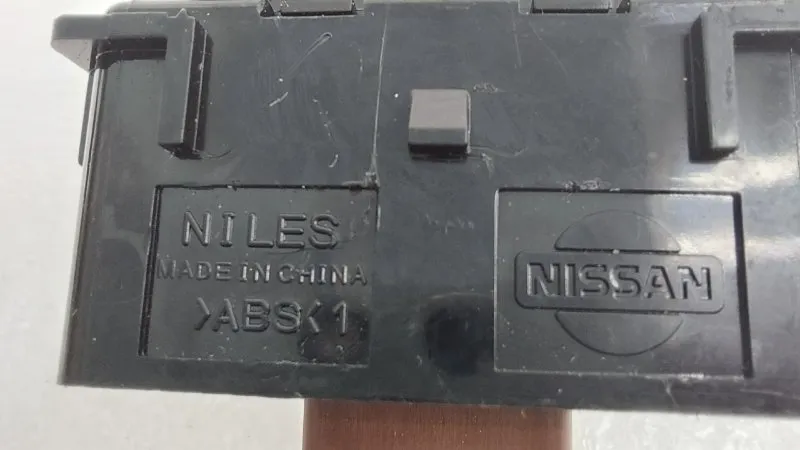 NILES
MADE IN CHINA
>ABS<1
NISSAN